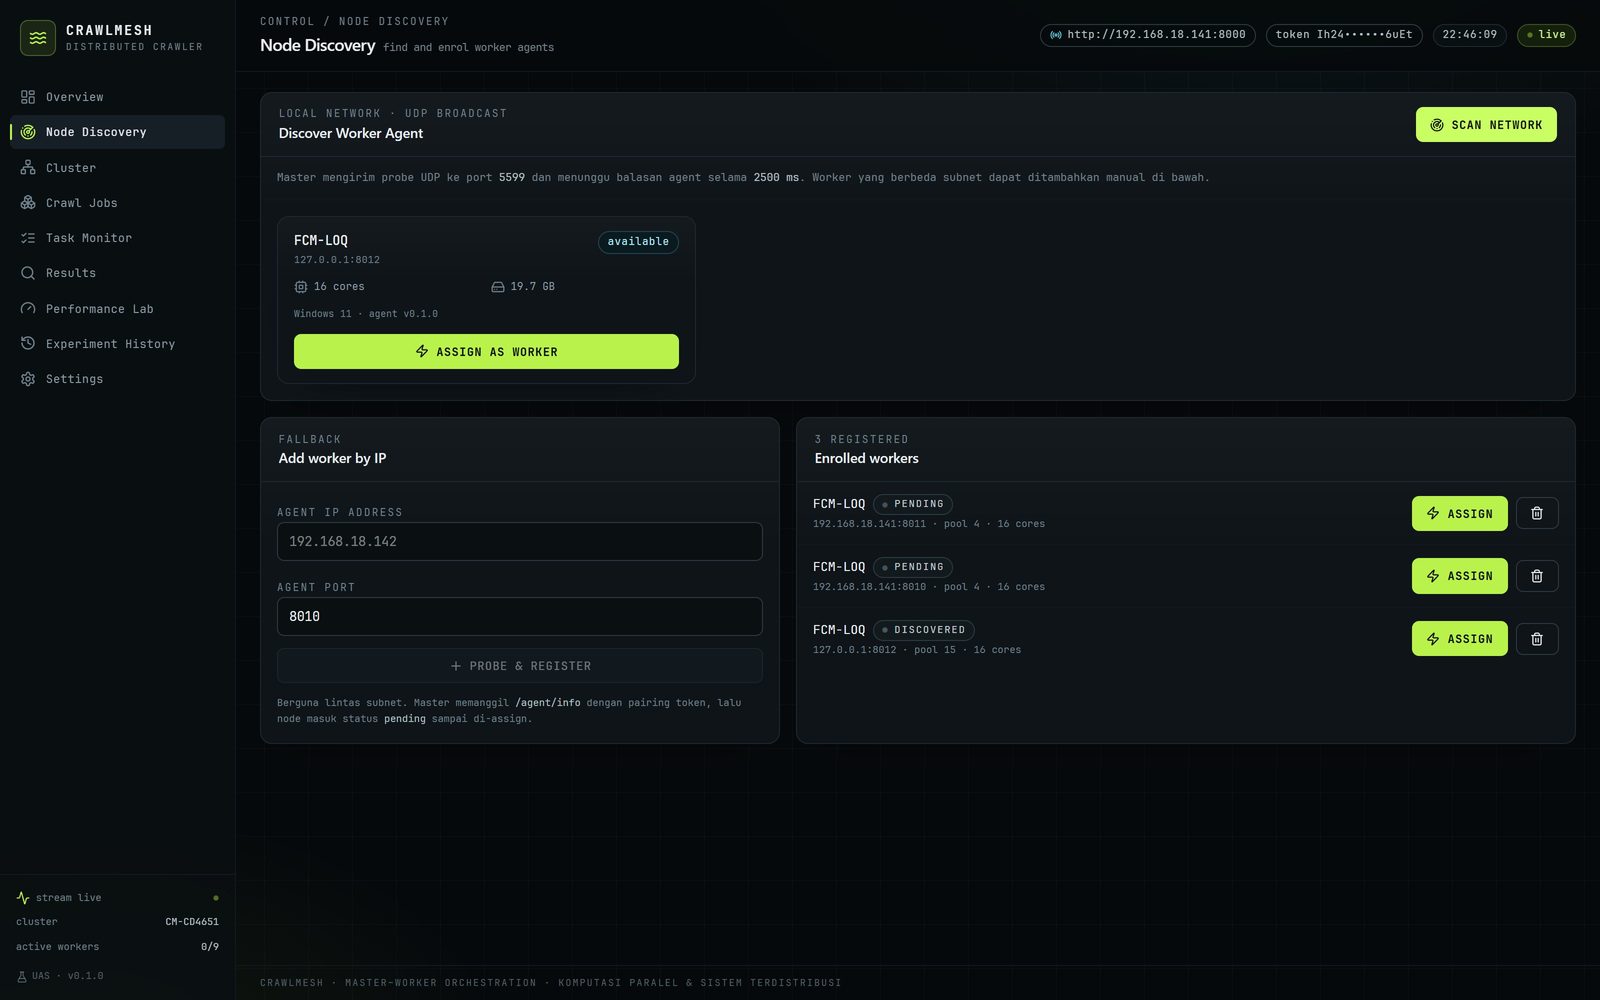 CRAWLMESH
DISTRIBUTED CRAWLER
Overview
Node Discovery
Cluster
Crawl Jobs
Task Monitor
Results
Performance Lab
Experiment History
Settings
stream live
cluster CM-CD4651
active workers 0/9
UAS · v0.1.0
CONTROL / NODE DISCOVERY
Node Discovery find and enrol worker agents
http://192.168.18.141:8000
token Ih24••••••6uEt
22:46:09
live
LOCAL NETWORK · UDP BROADCAST
Discover Worker Agent
SCAN NETWORK
Master mengirim probe UDP ke port 5599 dan menunggu balasan agent selama 2500 ms. Worker yang berbeda subnet dapat ditambahkan manual di bawah.
FCM-LOQ
available
127.0.0.1:8012
16 cores
19.7 GB
Windows 11 · agent v0.1.0
ASSIGN AS WORKER
FALLBACK
Add worker by IP
AGENT IP ADDRESS
192.168.18.142
AGENT PORT
8010
PROBE & REGISTER
Berguna lintas subnet. Master memanggil /agent/info dengan pairing token, lalu
node masuk status pending sampai di-assign.
3 REGISTERED
Enrolled workers
FCM-LOQ PENDING
192.168.18.141:8011 · pool 4 · 16 cores
ASSIGN
FCM-LOQ PENDING
192.168.18.141:8010 · pool 4 · 16 cores
ASSIGN
FCM-LOQ DISCOVERED
127.0.0.1:8012 · pool 15 · 16 cores
ASSIGN
CRAWLMESH · MASTER-WORKER ORCHESTRATION · KOMPUTASI PARALEL & SISTEM TERDISTRIBUSI